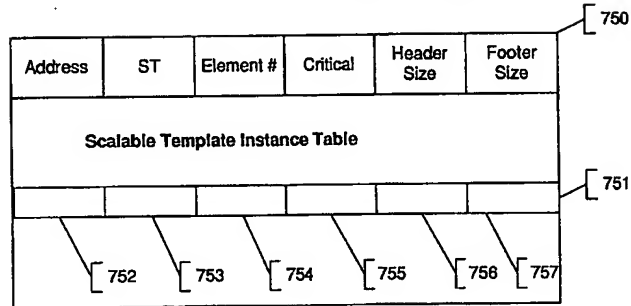 750
Address ST Element # Critical Header Size Footer Size
Scalable Template Instance Table
751
752 753 754 755 756 757